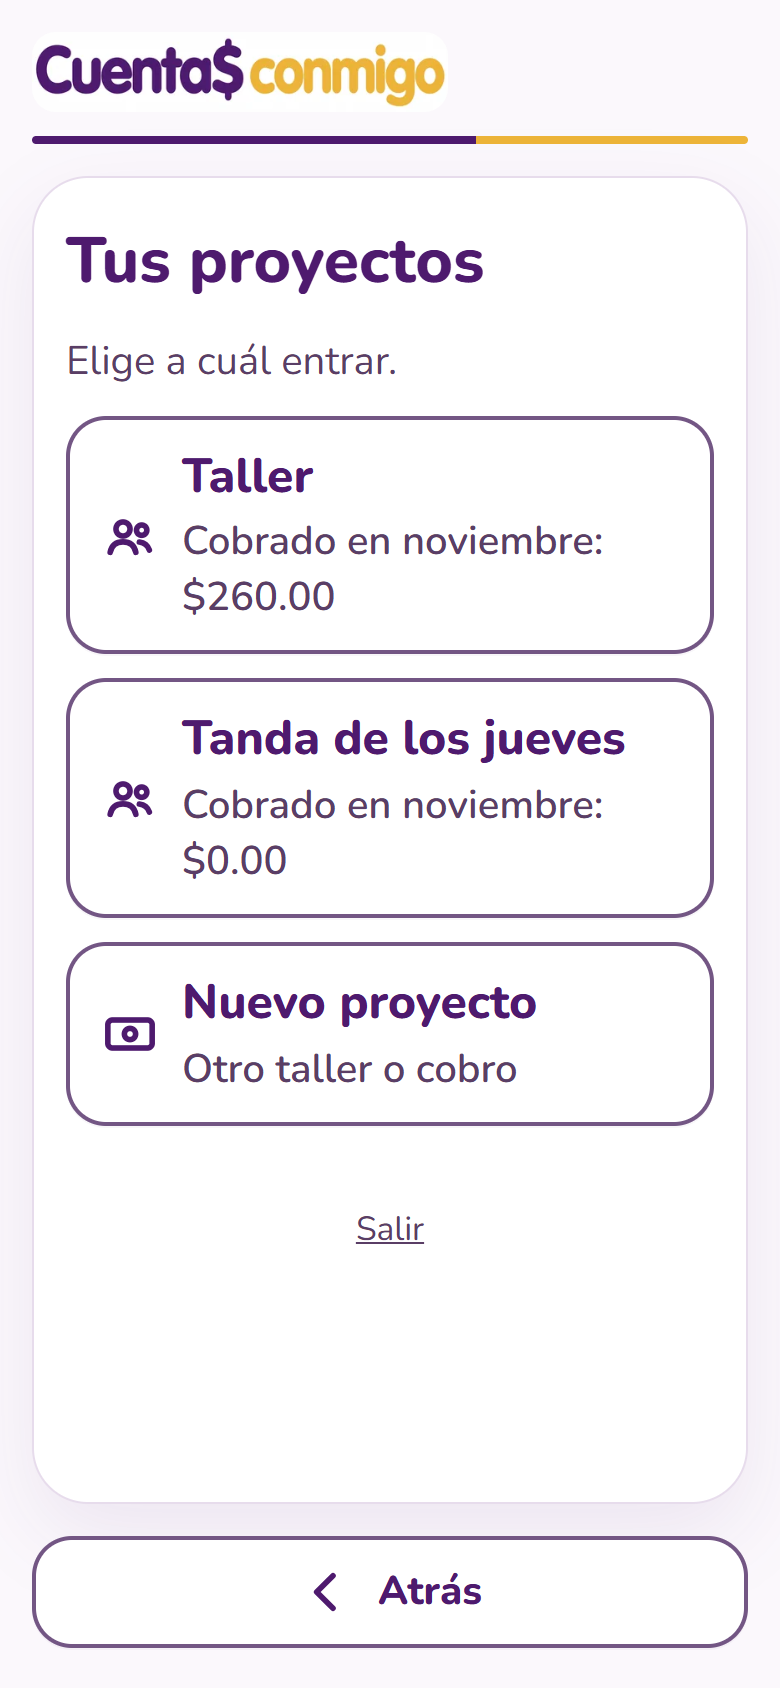 Cuenta$ conmigo
Tus proyectos
Elige a cuál entrar.
Taller
Cobrado en noviembre:
$260.00
Tanda de los jueves
Cobrado en noviembre:
$0.00
Nuevo proyecto
Otro taller o cobro
Salir
Atrás